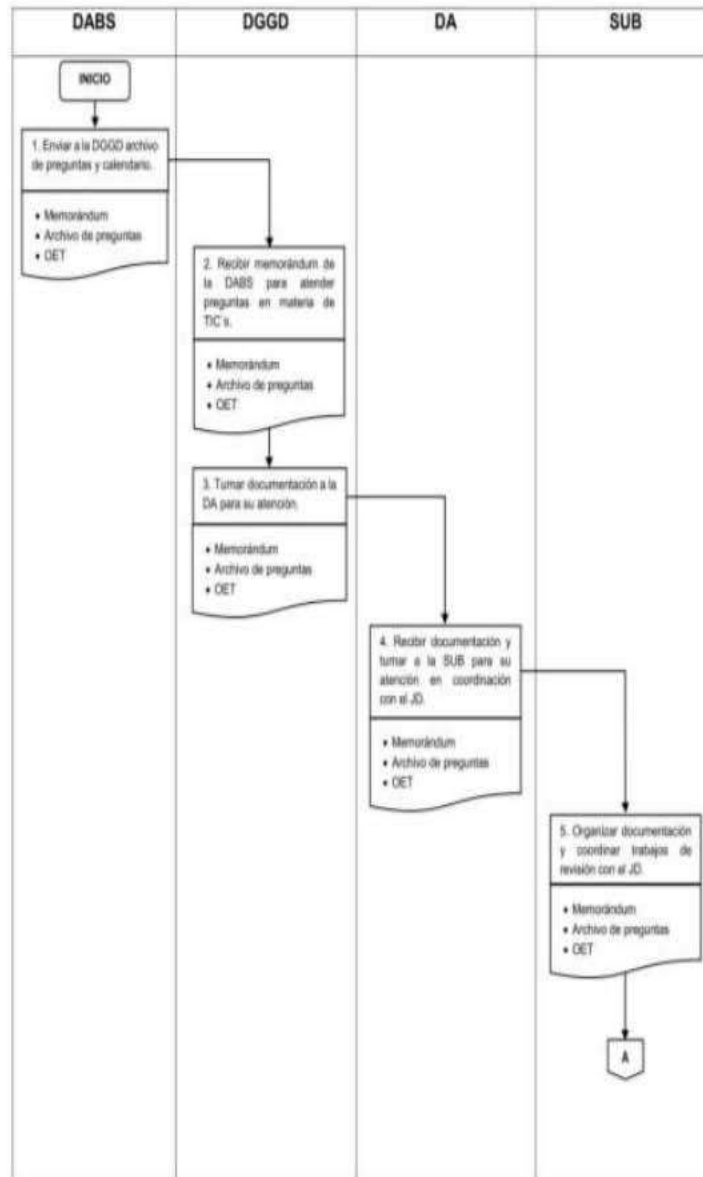 DABS DGGD DA SUB
INICIO
1. Enviar a la DGGD archivo
de preguntas y calendario.
• Memorándum
• Archivo de preguntas
• OET
2. Recibir memorándum de
la DABS para atender
preguntas en materia de
TIC´s.
• Memorándum
• Archivo de preguntas
• OET
3. Turnar documentación a la
DA para su atención.
• Memorándum
• Archivo de preguntas
• OET
4. Recibir documentación y
turnar a la SUB para su
atención en coordinación
con el JD.
• Memorándum
• Archivo de preguntas
• OET
5. Organizar documentación
y coordinar trabajos de
revisión con el JD.
• Memorándum
• Archivo de preguntas
• OET
A